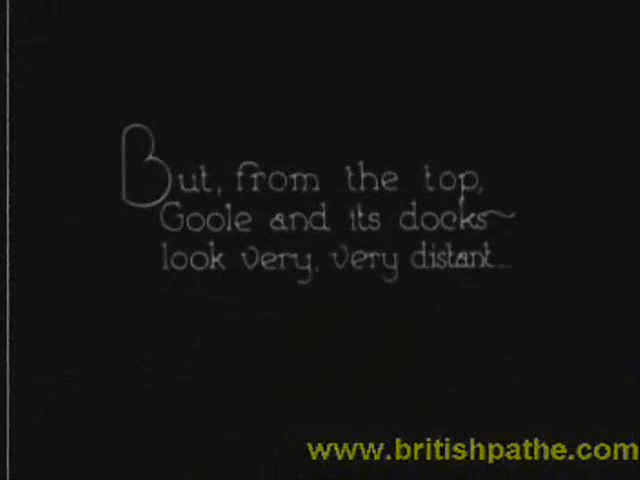 But, from the top,
Goole and its docks~
look very, very distant...
www.britishpathe.com